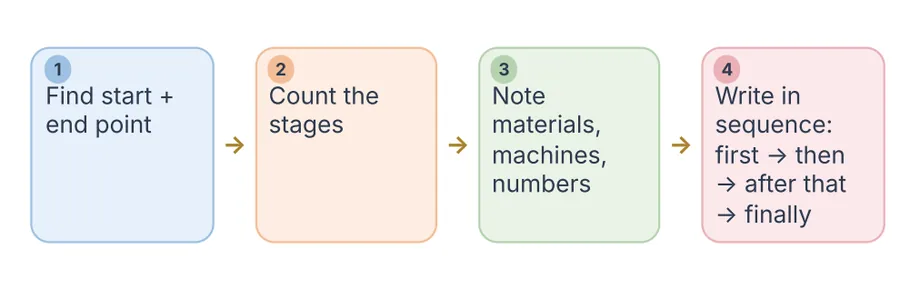 1
Find start +
end point
→
2
Count the
stages
→
3
Note
materials,
machines,
numbers
→
4
Write in
sequence:
first → then
→ after that
→ finally